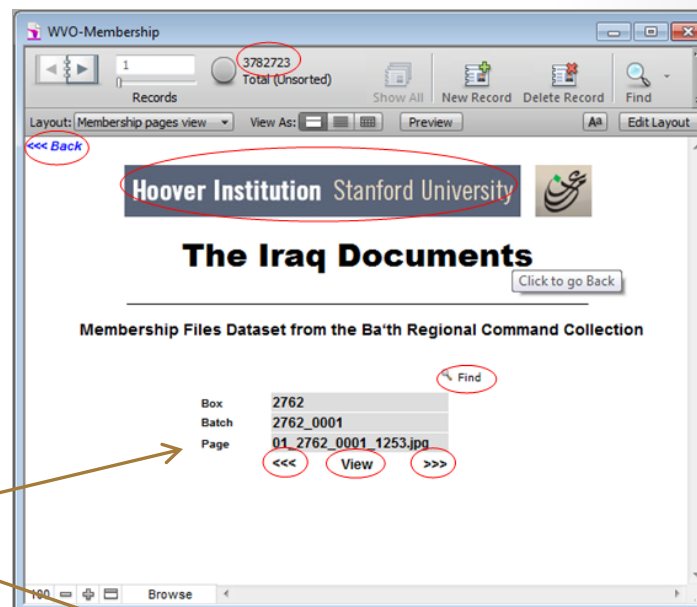 WVO-Membership
1
3782723
Total (Unsorted)
Records
Show All
New Record
Delete Record
Find
Layout: Membership pages view
View As:
Preview
Aa
Edit Layout
<<< Back
Hoover Institution Stanford University
The Iraq Documents
Click to go Back
Membership Files Dataset from the Ba‘th Regional Command Collection
Find
Box 2762
Batch 2762_0001
Page 01_2762_0001_1253.jpg
<<< View >>>
100
Browse